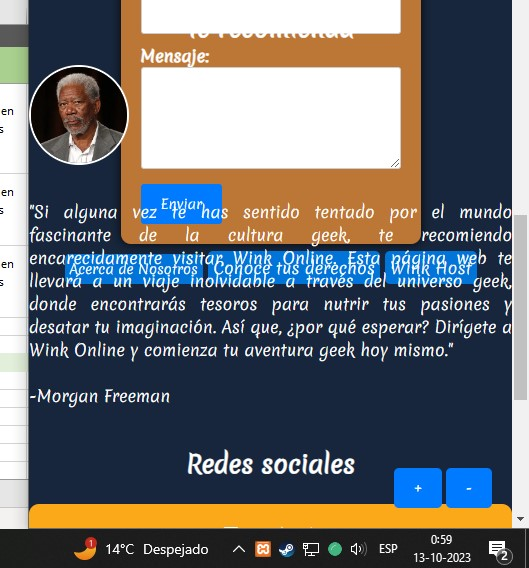 en
s
en
s
en
s
te recomienda
Mensaje:
Enviar
"Si alguna vez te has sentido tentado por el mundo
fascinante de la cultura geek, te recomiendo
encarecidamente visitar Wink Online. Esta página web te
Acerca de Nosotros Conoce tus derechos Wink Host
llevará a un viaje inolvidable a través del universo geek,
donde encontrarás tesoros para nutrir tus pasiones y
desatar tu imaginación. Así que, ¿por qué esperar? Dirígete a
Wink Online y comienza tu aventura geek hoy mismo."
-Morgan Freeman
Redes sociales
+ -
1 14°C Despejado ESP 0:59
13-10-2023 2